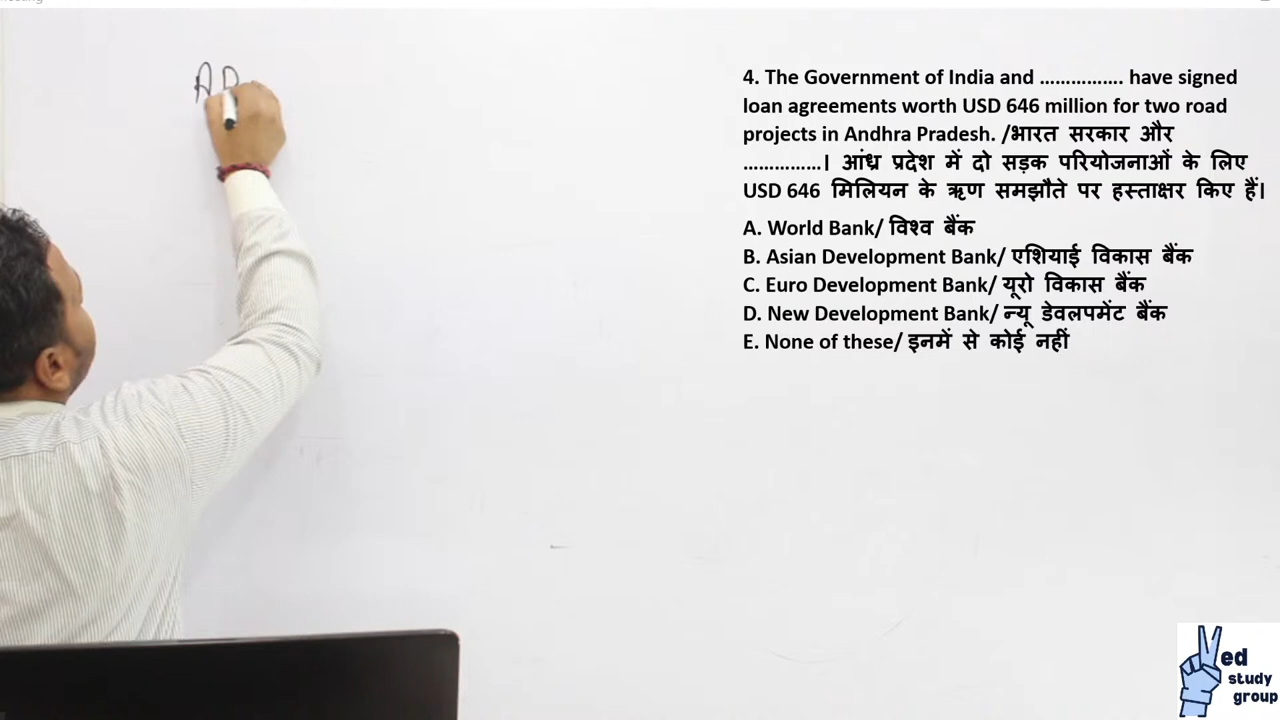 A D
4. The Government of India and ……………. have signed
loan agreements worth USD 646 million for two road
projects in Andhra Pradesh. /भारत सरकार और
……………। आंध्र प्रदेश में दो सड़क परियोजनाओं के लिए
USD 646 मिलियन के ऋण समझौते पर हस्ताक्षर किए हैं।
A. World Bank/ विश्व बैंक
B. Asian Development Bank/ एशियाई विकास बैंक
C. Euro Development Bank/ यूरो विकास बैंक
D. New Development Bank/ न्यू डेवलपमेंट बैंक
E. None of these/ इनमें से कोई नहीं
ed
study
group